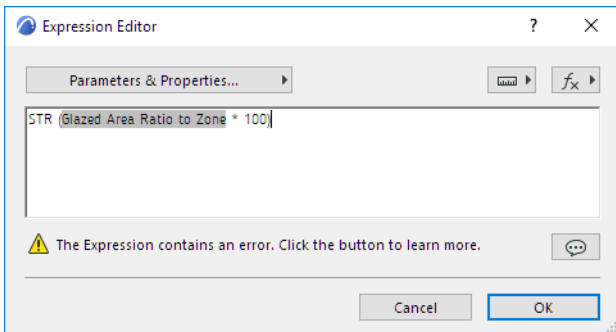 Expression Editor
?
Parameters & Properties...
fx
STR (Glazed Area Ratio to Zone * 100)
The Expression contains an error. Click the button to learn more.
Cancel
OK